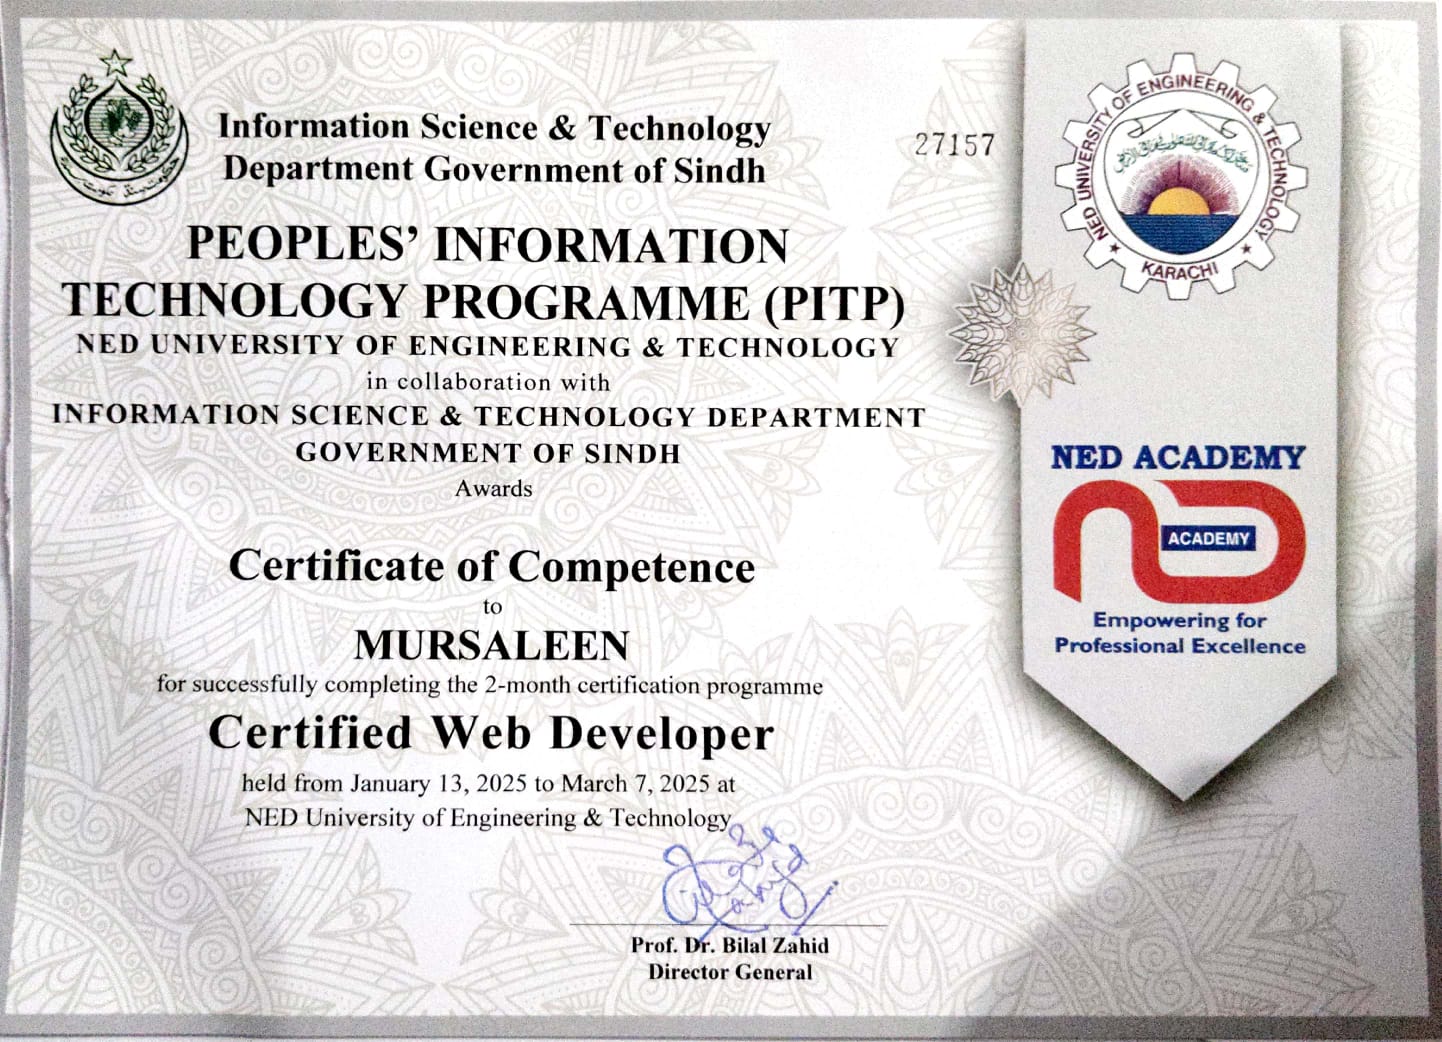 Information Science & Technology
Department Government of Sindh
27157
PEOPLES’ INFORMATION
TECHNOLOGY PROGRAMME (PITP)
NED UNIVERSITY OF ENGINEERING & TECHNOLOGY
in collaboration with
INFORMATION SCIENCE & TECHNOLOGY DEPARTMENT
GOVERNMENT OF SINDH
Awards
Certificate of Competence
to
MURSALEEN
for successfully completing the 2-month certification programme
Certified Web Developer
held from January 13, 2025 to March 7, 2025 at
NED University of Engineering & Technology
Prof. Dr. Bilal Zahid
Director General
NED UNIVERSITY OF ENGINEERING & TECHNOLOGY
KARACHI
NED ACADEMY
ACADEMY
Empowering for
Professional Excellence